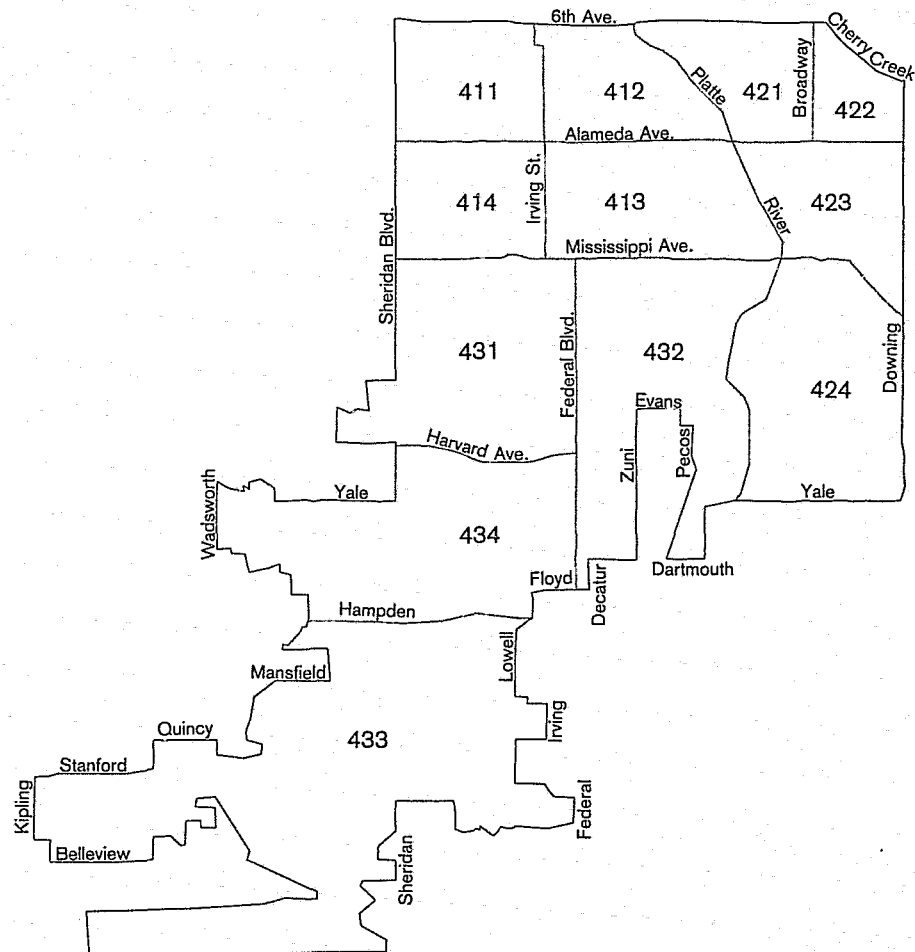 6th Ave.
Cherry Creek
411
412
Platte
421
Broadway
422
Alameda Ave.
Irving St.
414
413
River
423
Sheridan Blvd.
Mississippi Ave.
431
Federal Blvd.
432
424
Downing
Evans
Harvard Ave.
Zuni
Pecos
Wadsworth
Yale
Yale
434
Floyd
Decatur
Dartmouth
Hampden
Lowell
Mansfield
Irving
Quincy
433
Stanford
Kipling
Federal
Belleview
Sheridan